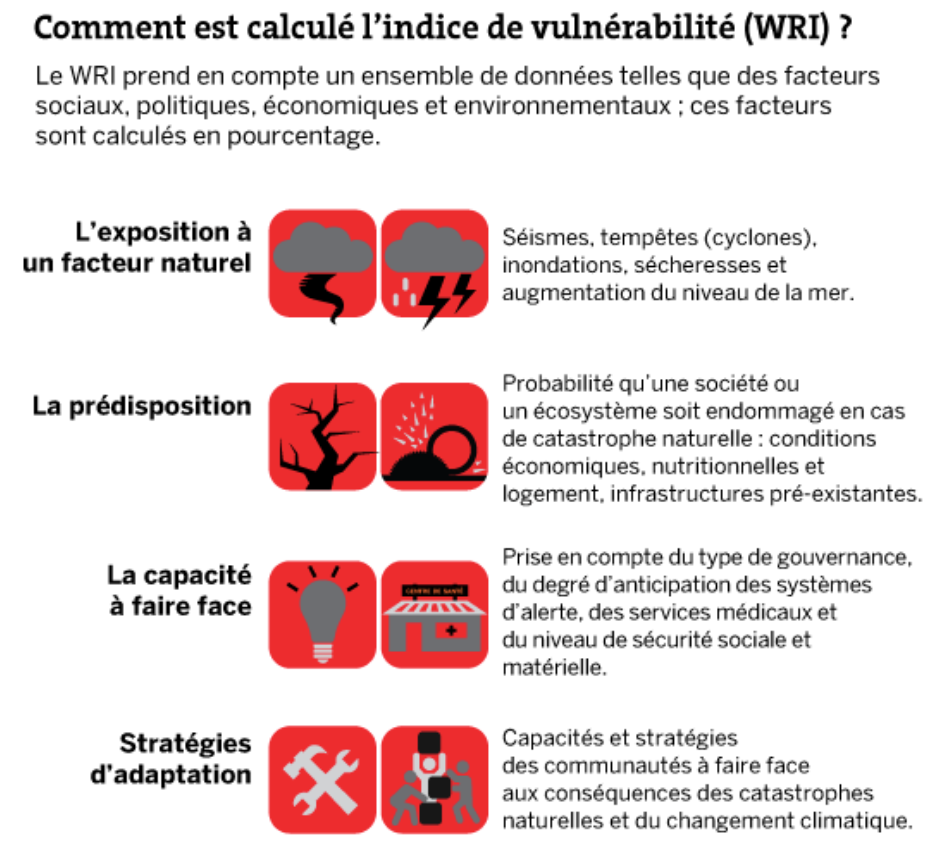 Comment est calculé l'indice de vulnérabilité (WRI) ?
Le WRI prend en compte un ensemble de données telles que des facteurs
sociaux, politiques, économiques et environnementaux ; ces facteurs
sont calculés en pourcentage.
L'exposition à
un facteur naturel
Séismes, tempêtes (cyclones),
inondations, sécheresses et
augmentation du niveau de la mer.
La prédisposition
Probabilité qu'une société ou
un écosystème soit endommagé en cas
de catastrophe naturelle : conditions
économiques, nutritionnelles et
logement, infrastructures pré-existantes.
La capacité
à faire face
CENTRE DE SANTÉ
Prise en compte du type de gouvernance,
du degré d'anticipation des systèmes
d'alerte, des services médicaux et
du niveau de sécurité sociale et
matérielle.
Stratégies
d'adaptation
Capacités et stratégies
des communautés à faire face
aux conséquences des catastrophes
naturelles et du changement climatique.